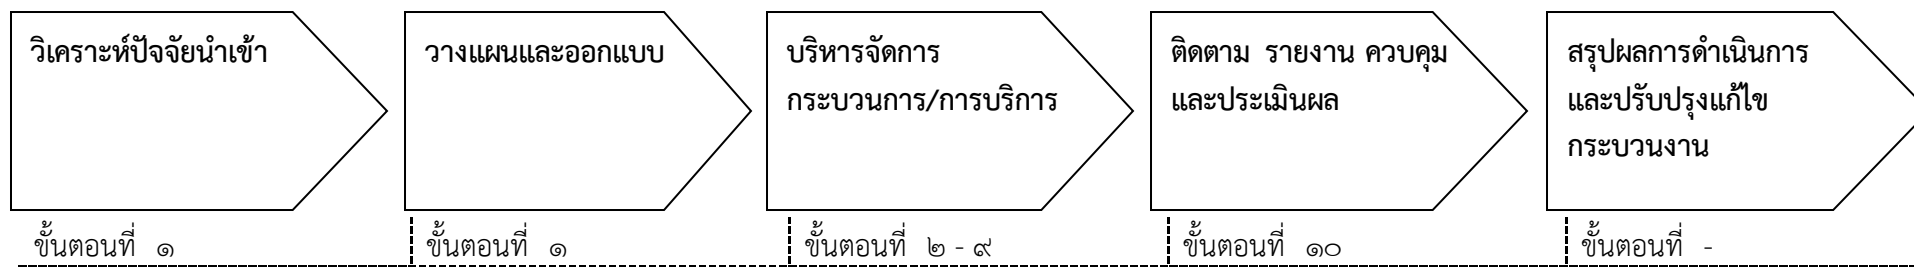 วิเคราะห์ปัจจัยนำเข้า
วางแผนและออกแบบ
บริหารจัดการ
กระบวนการ/การบริการ
ติดตาม รายงาน ควบคุม
และประเมินผล
สรุปผลการดำเนินการ
และปรับปรุงแก้ไข
กระบวนงาน
ขั้นตอนที่ ๑
ขั้นตอนที่ ๑
ขั้นตอนที่ ๒ - ๙
ขั้นตอนที่ ๑๐
ขั้นตอนที่ -